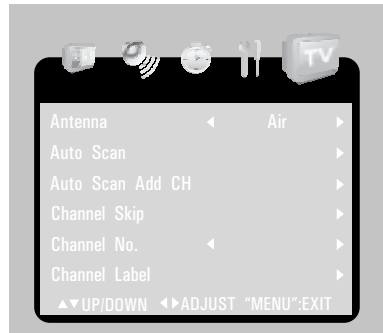 TV
Antenna ◀ Air ▶
Auto Scan ▶
Auto Scan Add CH ▶
Channel Skip ▶
Channel No. ◀ ▶
Channel Label ▶
▲▼UP/DOWN ◀▶ADJUST "MENU":EXIT